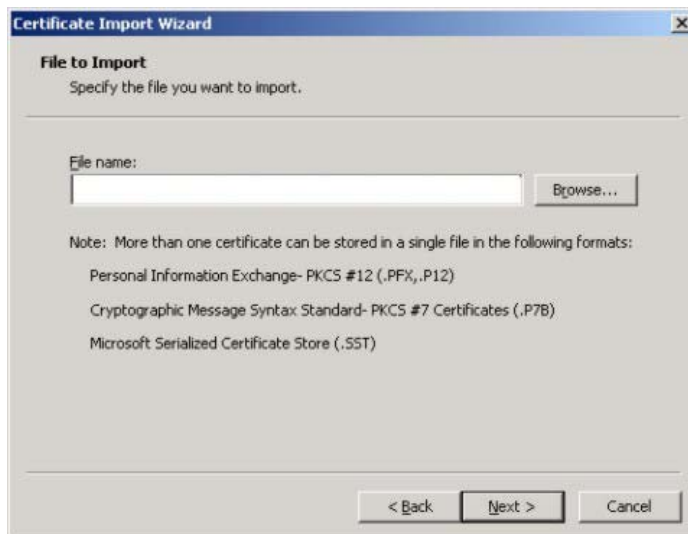 Certificate Import Wizard
File to Import
Specify the file you want to import.
File name:
Browse...
Note: More than one certificate can be stored in a single file in the following formats:
Personal Information Exchange- PKCS #12 (.PFX,.P12)
Cryptographic Message Syntax Standard- PKCS #7 Certificates (.P7B)
Microsoft Serialized Certificate Store (.SST)
< Back Next > Cancel